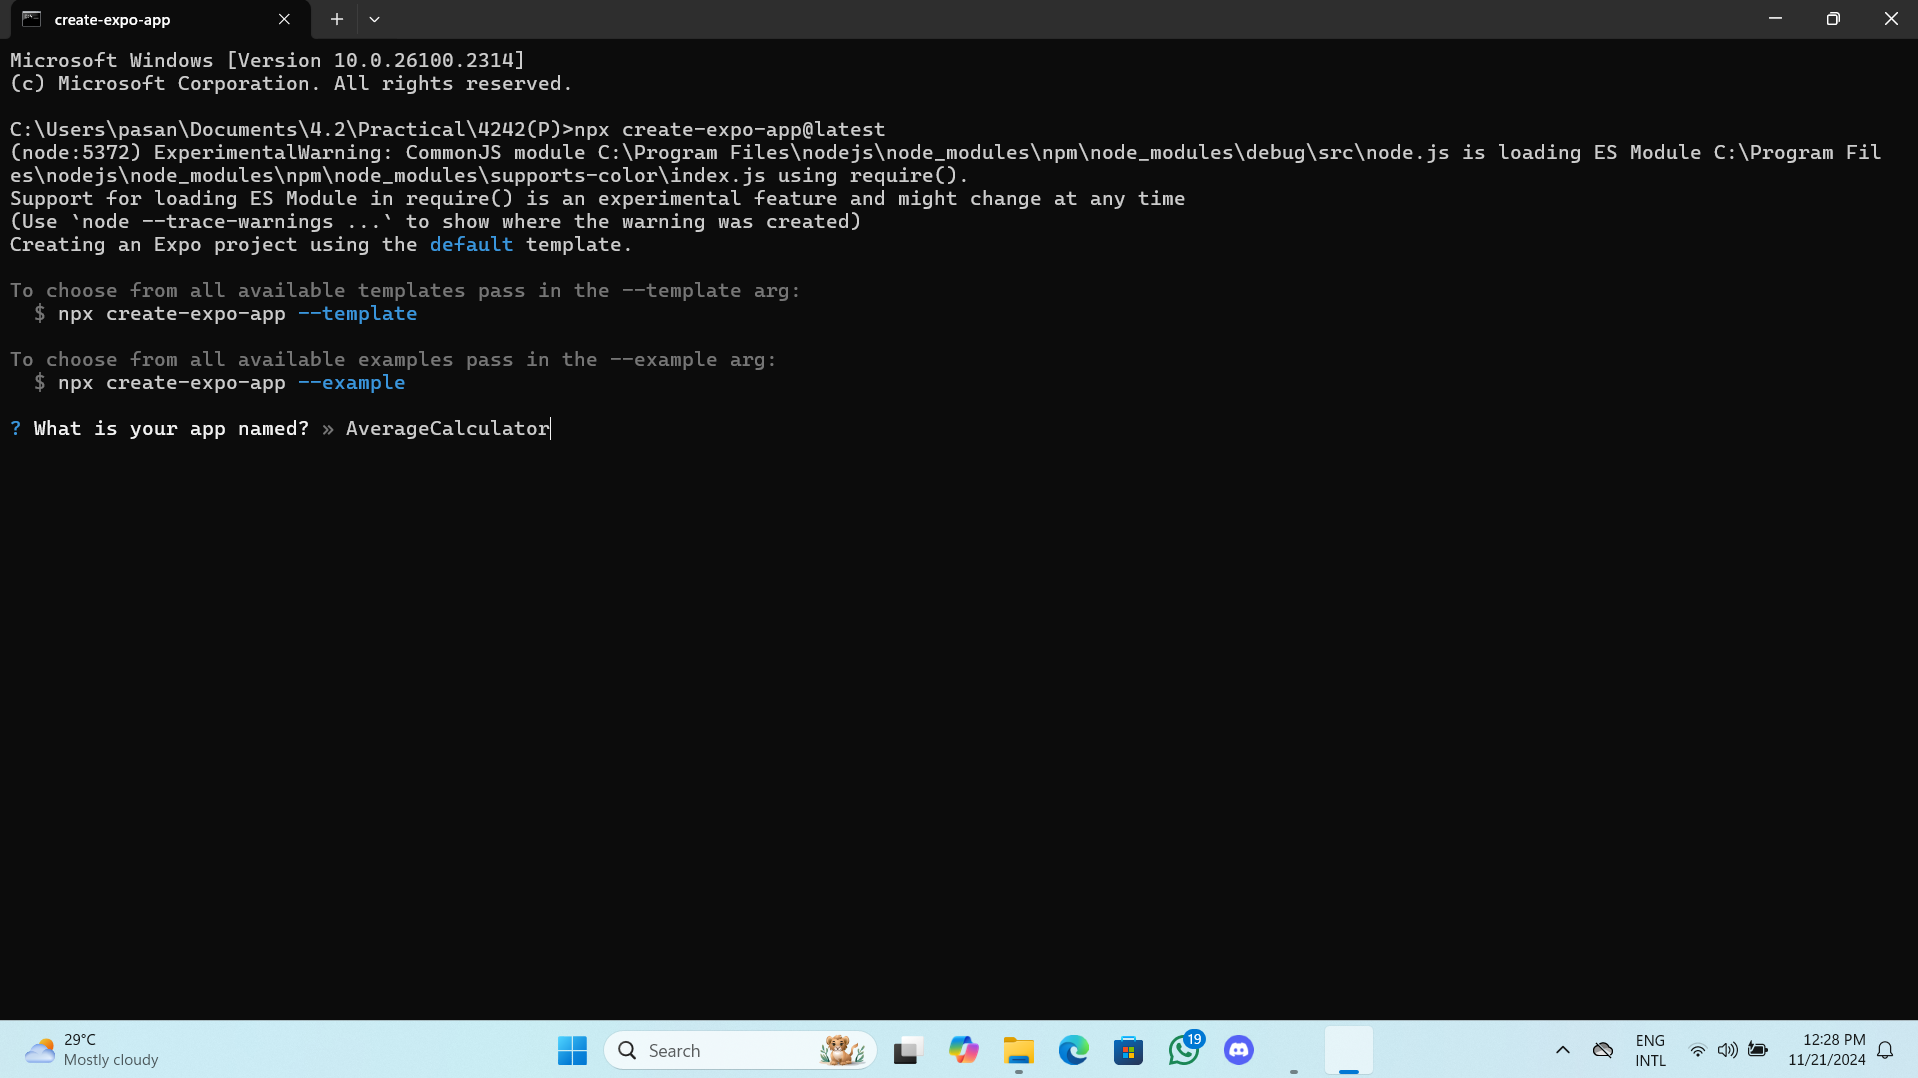 create-expo-app
Microsoft Windows [Version 10.0.26100.2314]
(c) Microsoft Corporation. All rights reserved.
C:\Users\pasan\Documents\4.2\Practical\4242(P)>npx create-expo-app@latest
(node:5372) ExperimentalWarning: CommonJS module C:\Program Files\nodejs\node_modules\npm\node_modules\debug\src\node.js is loading ES Module C:\Program Fil
es\nodejs\node_modules\npm\node_modules\supports-color\index.js using require().
Support for loading ES Module in require() is an experimental feature and might change at any time
(Use `node --trace-warnings ...` to show where the warning was created)
Creating an Expo project using the default template.
To choose from all available templates pass in the --template arg:
$ npx create-expo-app --template
To choose from all available examples pass in the --example arg:
$ npx create-expo-app --example
? What is your app named? » AverageCalculator
29°C
Mostly cloudy
Search
19
ENG
INTL
12:28 PM
11/21/2024